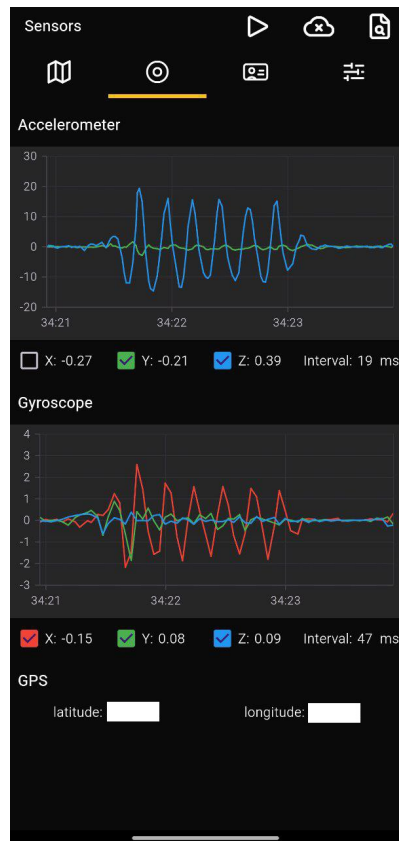 Sensors
Accelerometer
30
20
10
0
-10
-20
34:21 34:22 34:23
X: -0.27 Y: -0.21 Z: 0.39 Interval: 19 ms
Gyroscope
4
3
2
1
0
-1
-2
-3
34:21 34:22 34:23
X: -0.15 Y: 0.08 Z: 0.09 Interval: 47 ms
GPS
latitude: longitude: